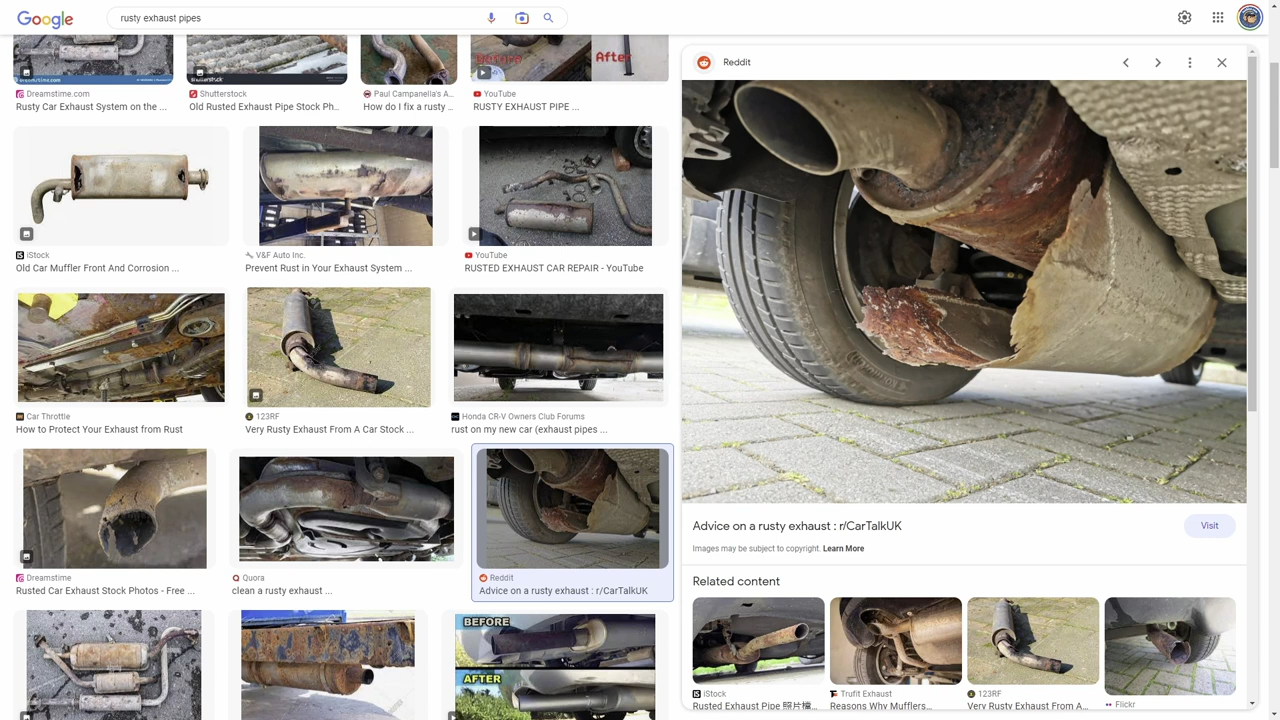 Google
rusty exhaust pipes
dreamstime.com
shutterstock
Before
After
Dreamstime.com
Rusty Car Exhaust System on the ...
Shutterstock
Old Rusted Exhaust Pipe Stock Ph...
Paul Campanella's A...
How do I fix a rusty ...
YouTube
RUSTY EXHAUST PIPE ...
iStock
Old Car Muffler Front And Corrosion ...
V&F Auto Inc.
Prevent Rust in Your Exhaust System ...
YouTube
RUSTED EXHAUST CAR REPAIR - YouTube
Car Throttle
How to Protect Your Exhaust from Rust
123RF
Very Rusty Exhaust From A Car Stock ...
Honda CR-V Owners Club Forums
rust on my new car (exhaust pipes ...
Dreamstime
Rusted Car Exhaust Stock Photos - Free ...
Quora
clean a rusty exhaust ...
Reddit
Advice on a rusty exhaust : r/CarTalkUK
BEFORE
AFTER
Reddit
Advice on a rusty exhaust : r/CarTalkUK
Visit
Images may be subject to copyright. Learn More
Related content
iStock
Rusted Exhaust Pipe 照片檔...
Trufit Exhaust
Reasons Why Mufflers...
123RF
Very Rusty Exhaust From A...
Flickr